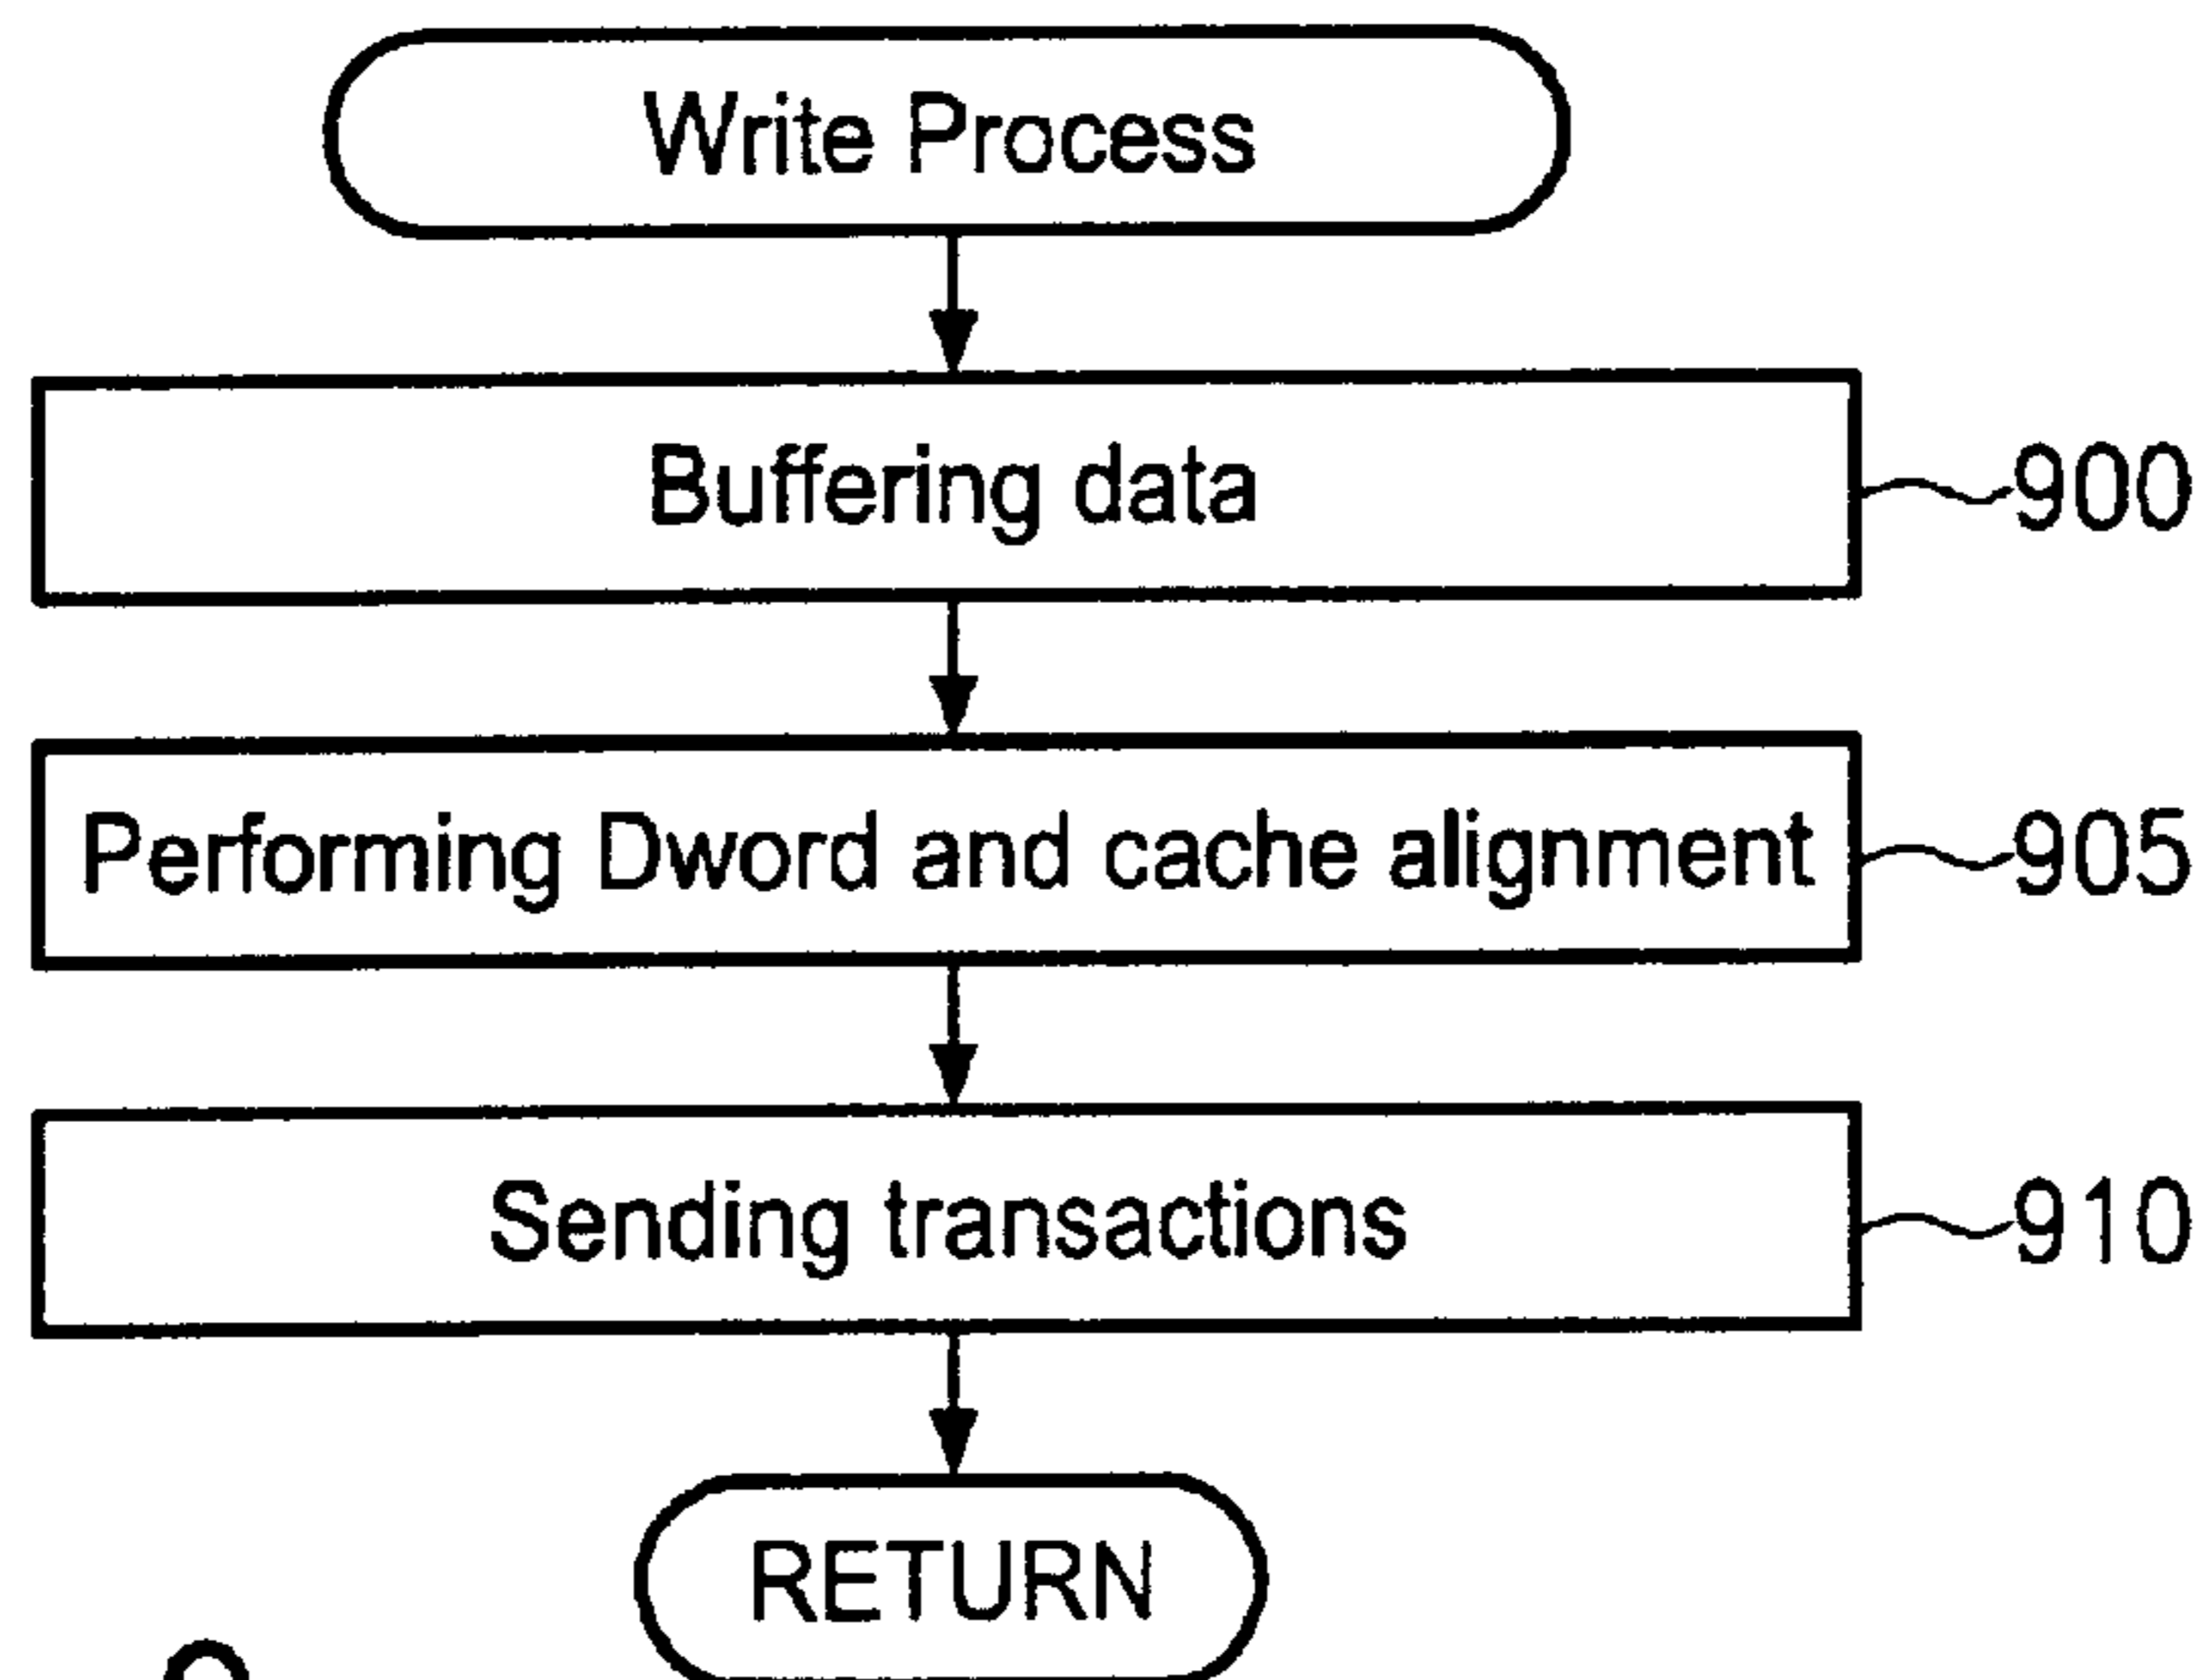 Write Process
Buffering data
900
Performing Dword and cache alignment
905
Sending transactions
910
RETURN